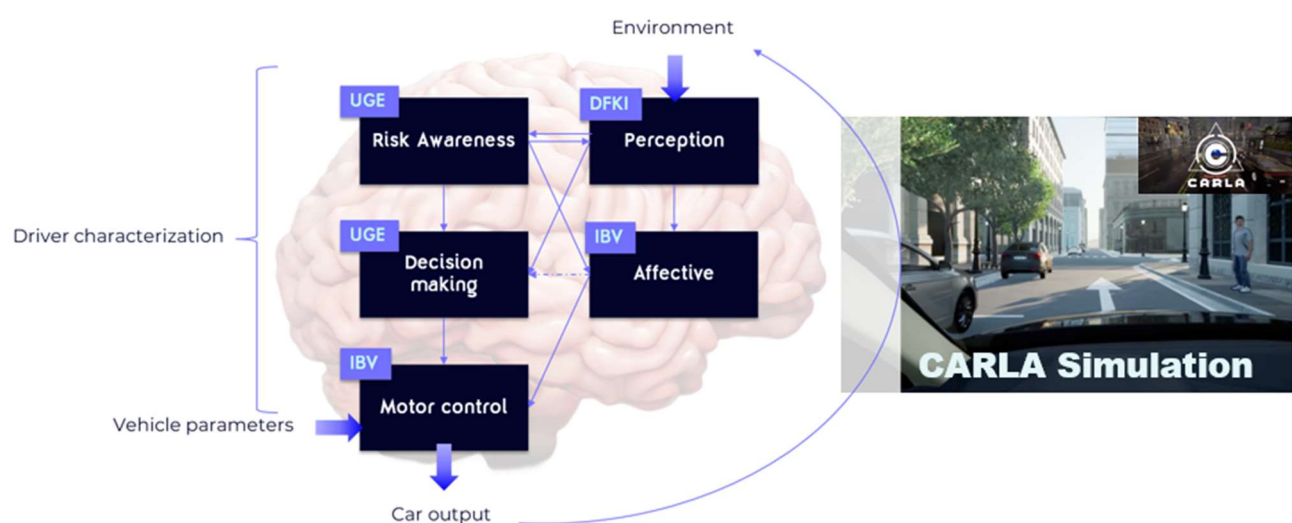 Environment
UGE
Risk Awareness
DFKI
Perception
Driver characterization
UGE
Decision
making
IBV
Affective
IBV
Motor control
Vehicle parameters
Car output
CARLA
CARLA Simulation